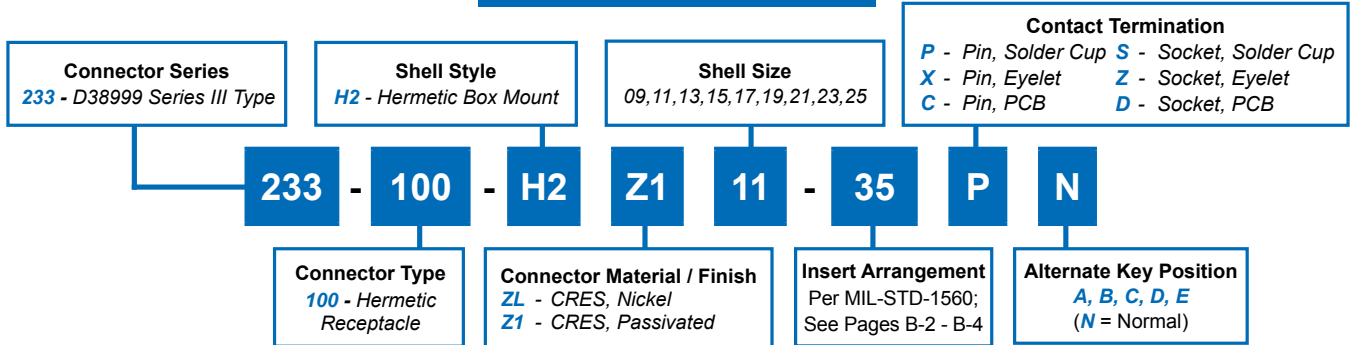 Connector Series
233 - D38999 Series III Type
Shell Style
H2 - Hermetic Box Mount
Shell Size
09,11,13,15,17,19,21,23,25
Contact Termination
P - Pin, Solder Cup S - Socket, Solder Cup
X - Pin, Eyelet Z - Socket, Eyelet
C - Pin, PCB D - Socket, PCB
233 - 100 - H2 Z1 11 - 35 P N
Connector Type
100 - Hermetic
Receptacle
Connector Material / Finish
ZL - CRES, Nickel
Z1 - CRES, Passivated
Insert Arrangement
Per MIL-STD-1560;
See Pages B-2 - B-4
Alternate Key Position
A, B, C, D, E
(N = Normal)